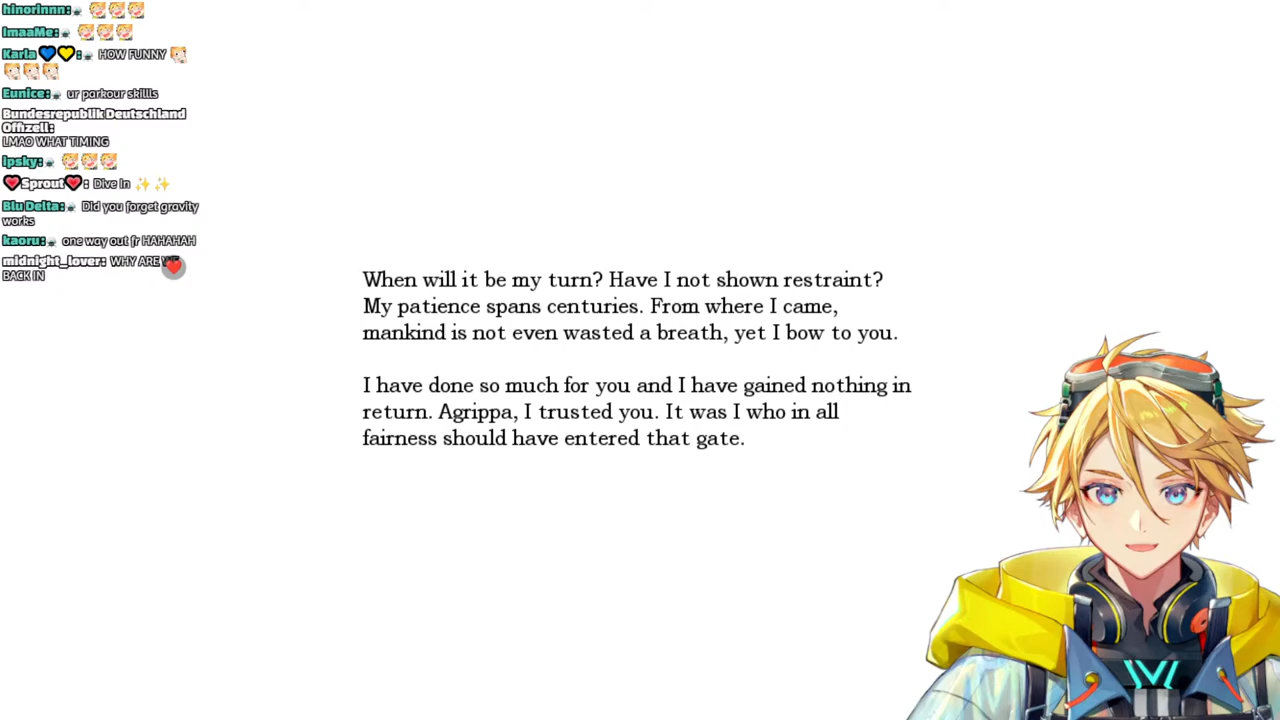 hinorinnn:
ImaaMe:
Karla 💙💛: HOW FUNNY
Eunice: ur parkour skillls
Bundesrepublik Deutschland
Offizell:
LMAO WHAT TIMING
ipsky:
❤️Sprout❤️: Dive In ✨ ✨
Blu Delta: Did you forget gravity
works
kaoru: one way out fr HAHAHAH
midnight_lover: WHY ARE WE
BACK IN
When will it be my turn? Have I not shown restraint?
My patience spans centuries. From where I came,
mankind is not even wasted a breath, yet I bow to you.
I have done so much for you and I have gained nothing in
return. Agrippa, I trusted you. It was I who in all
fairness should have entered that gate.